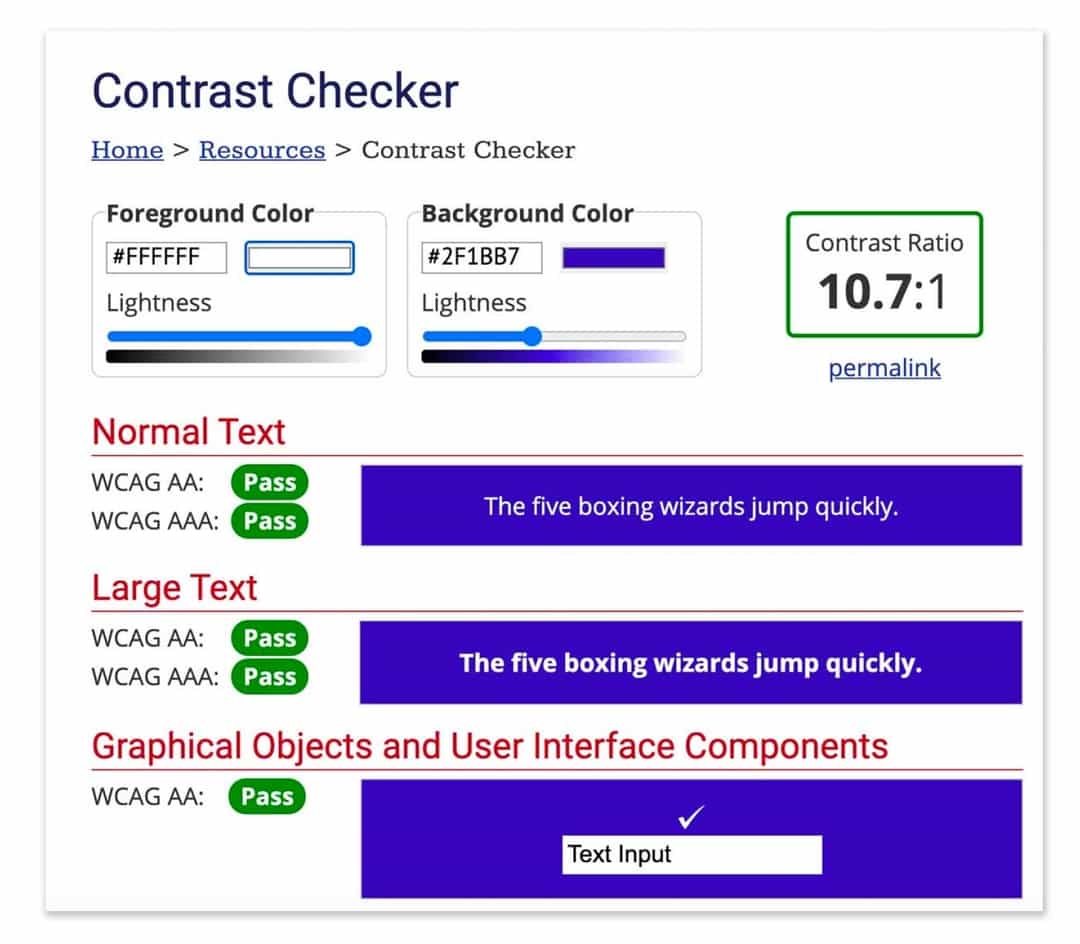 Contrast Checker
Home > Resources > Contrast Checker
Foreground Color
#FFFFFF
Lightness
Background Color
#2F1BB7
Lightness
Contrast Ratio
10.7:1
permalink
Normal Text
WCAG AA: Pass
WCAG AAA: Pass
The five boxing wizards jump quickly.
Large Text
WCAG AA: Pass
WCAG AAA: Pass
The five boxing wizards jump quickly.
Graphical Objects and User Interface Components
WCAG AA: Pass
✓
Text Input